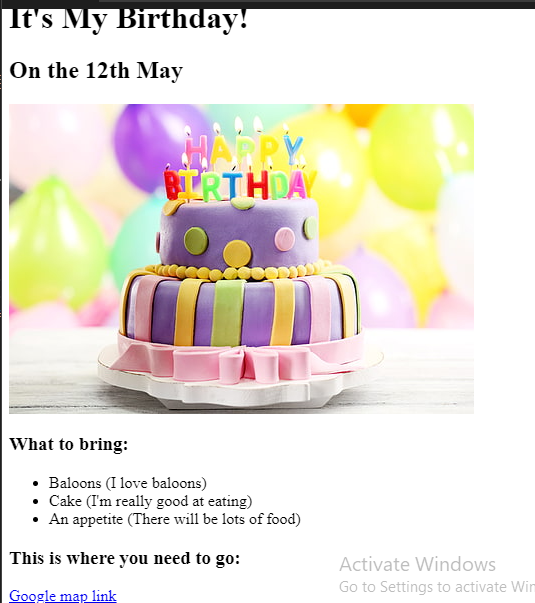 It's My Birthday!
On the 12th May
HAPPY
BIRTHDAY
What to bring:
Baloons (I love baloons)
Cake (I'm really good at eating)
An appetite (There will be lots of food)
This is where you need to go:
Google map link
Activate Windows
Go to Settings to activate Win